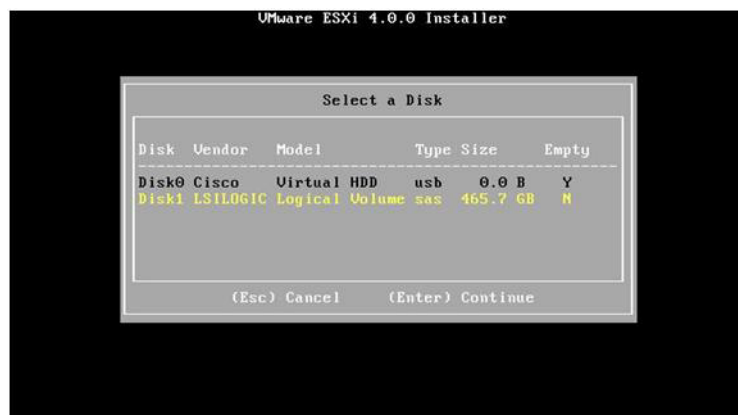 VMware ESXi 4.0.0 Installer
Select a Disk
Disk Vendor Model Type Size Empty
Disk0 Cisco Virtual HDD usb 0.0 B Y
Disk1 LSILOGIC Logical Volume sas 465.7 GB N
(Esc) Cancel (Enter) Continue